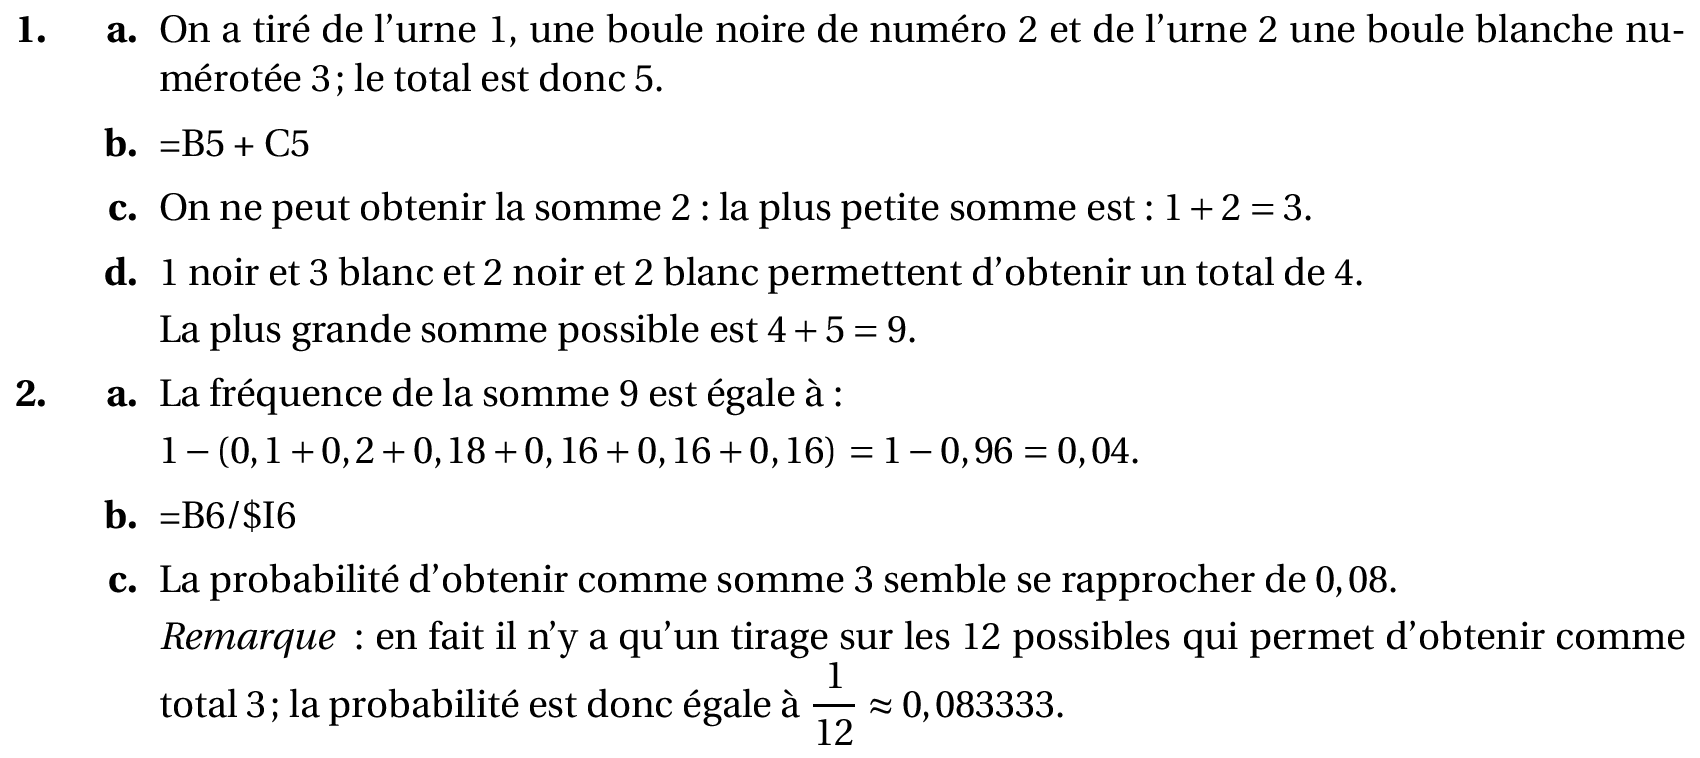 1. a. On a tiré de l’urne 1, une boule noire de numéro 2 et de l’urne 2 une boule blanche nu-
mérotée 3 ; le total est donc 5.
b. =B5 + C5
c. On ne peut obtenir la somme 2 : la plus petite somme est : 1 + 2 = 3.
d. 1 noir et 3 blanc et 2 noir et 2 blanc permettent d’obtenir un total de 4.
La plus grande somme possible est 4 + 5 = 9.
2. a. La fréquence de la somme 9 est égale à :
1 − (0,1 + 0,2 + 0,18 + 0,16 + 0,16 + 0,16) = 1 − 0,96 = 0,04.
b. =B6/$I6
c. La probabilité d’obtenir comme somme 3 semble se rapprocher de 0,08.
Remarque : en fait il n’y a qu’un tirage sur les 12 possibles qui permet d’obtenir comme
total 3 ; la probabilité est donc égale à 1/12 ≈ 0,083333.